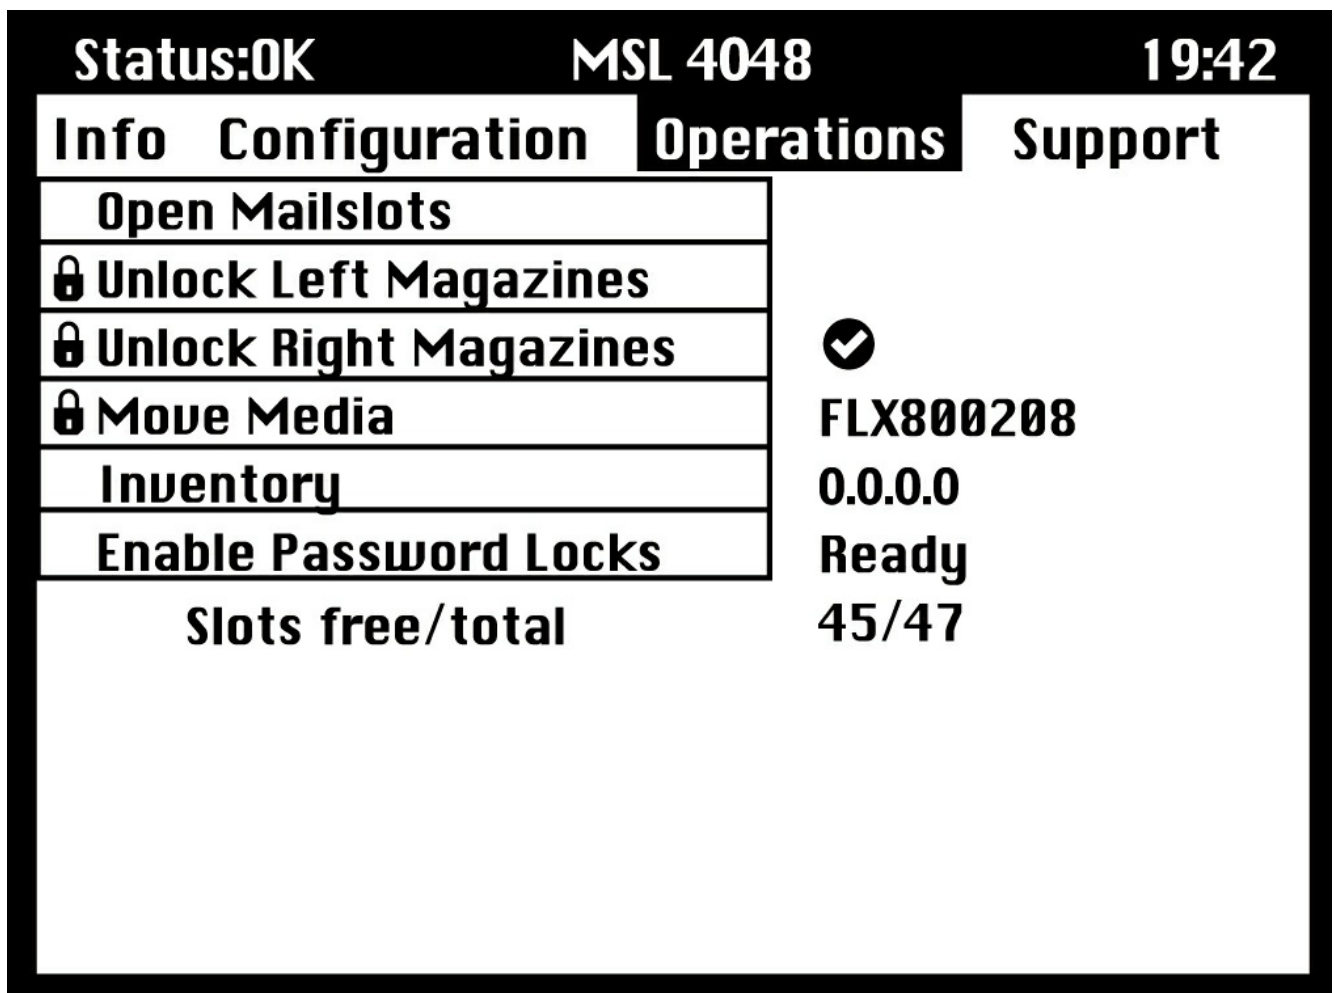 Status:OK MSL 4048 19:42
Info Configuration Operations Support
Open Mailslots
Unlock Left Magazines
Unlock Right Magazines
Move Media FLX800208
Inventory 0.0.0.0
Enable Password Locks Ready
Slots free/total 45/47